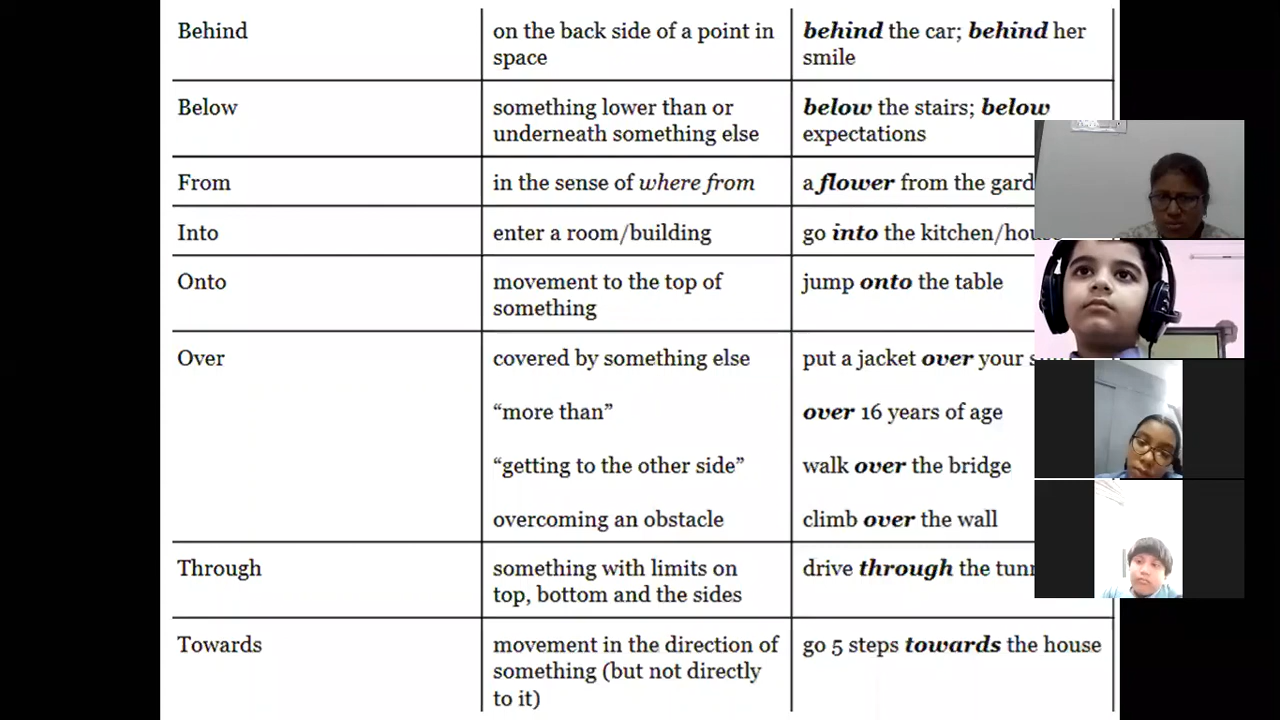 Behind
on the back side of a point in
space
behind the car; behind her
smile
Below
something lower than or
underneath something else
below the stairs; below
expectations
From
in the sense of where from
a flower from the
Into
enter a room/building
go into the kitchen/
Onto
movement to the top of
something
jump onto the table
Over
covered by something else
put a jacket over your
“more than”
over 16 years of age
“getting to the other side”
walk over the bridge
overcoming an obstacle
climb over the wall
Through
something with limits on
top, bottom and the sides
drive through the
Towards
movement in the direction of
something (but not directly
to it)
go 5 steps towards the house